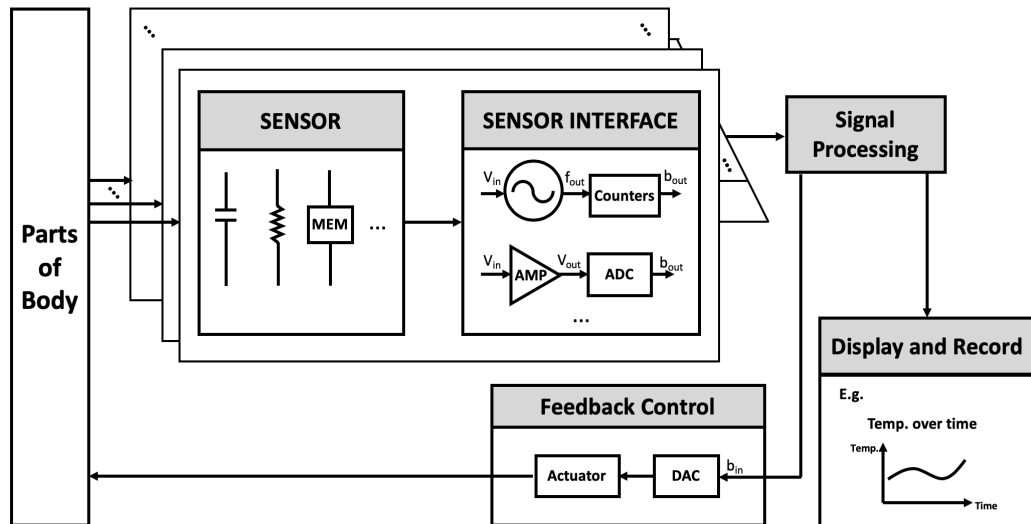 Parts
of
Body
SENSOR
MEM
...
SENSOR INTERFACE
V_in
f_out
Counters
b_out
V_in
AMP
V_out
ADC
b_out
...
Signal
Processing
Feedback Control
Actuator
DAC
b_in
Display and Record
E.g.
Temp. over time
Temp.
Time